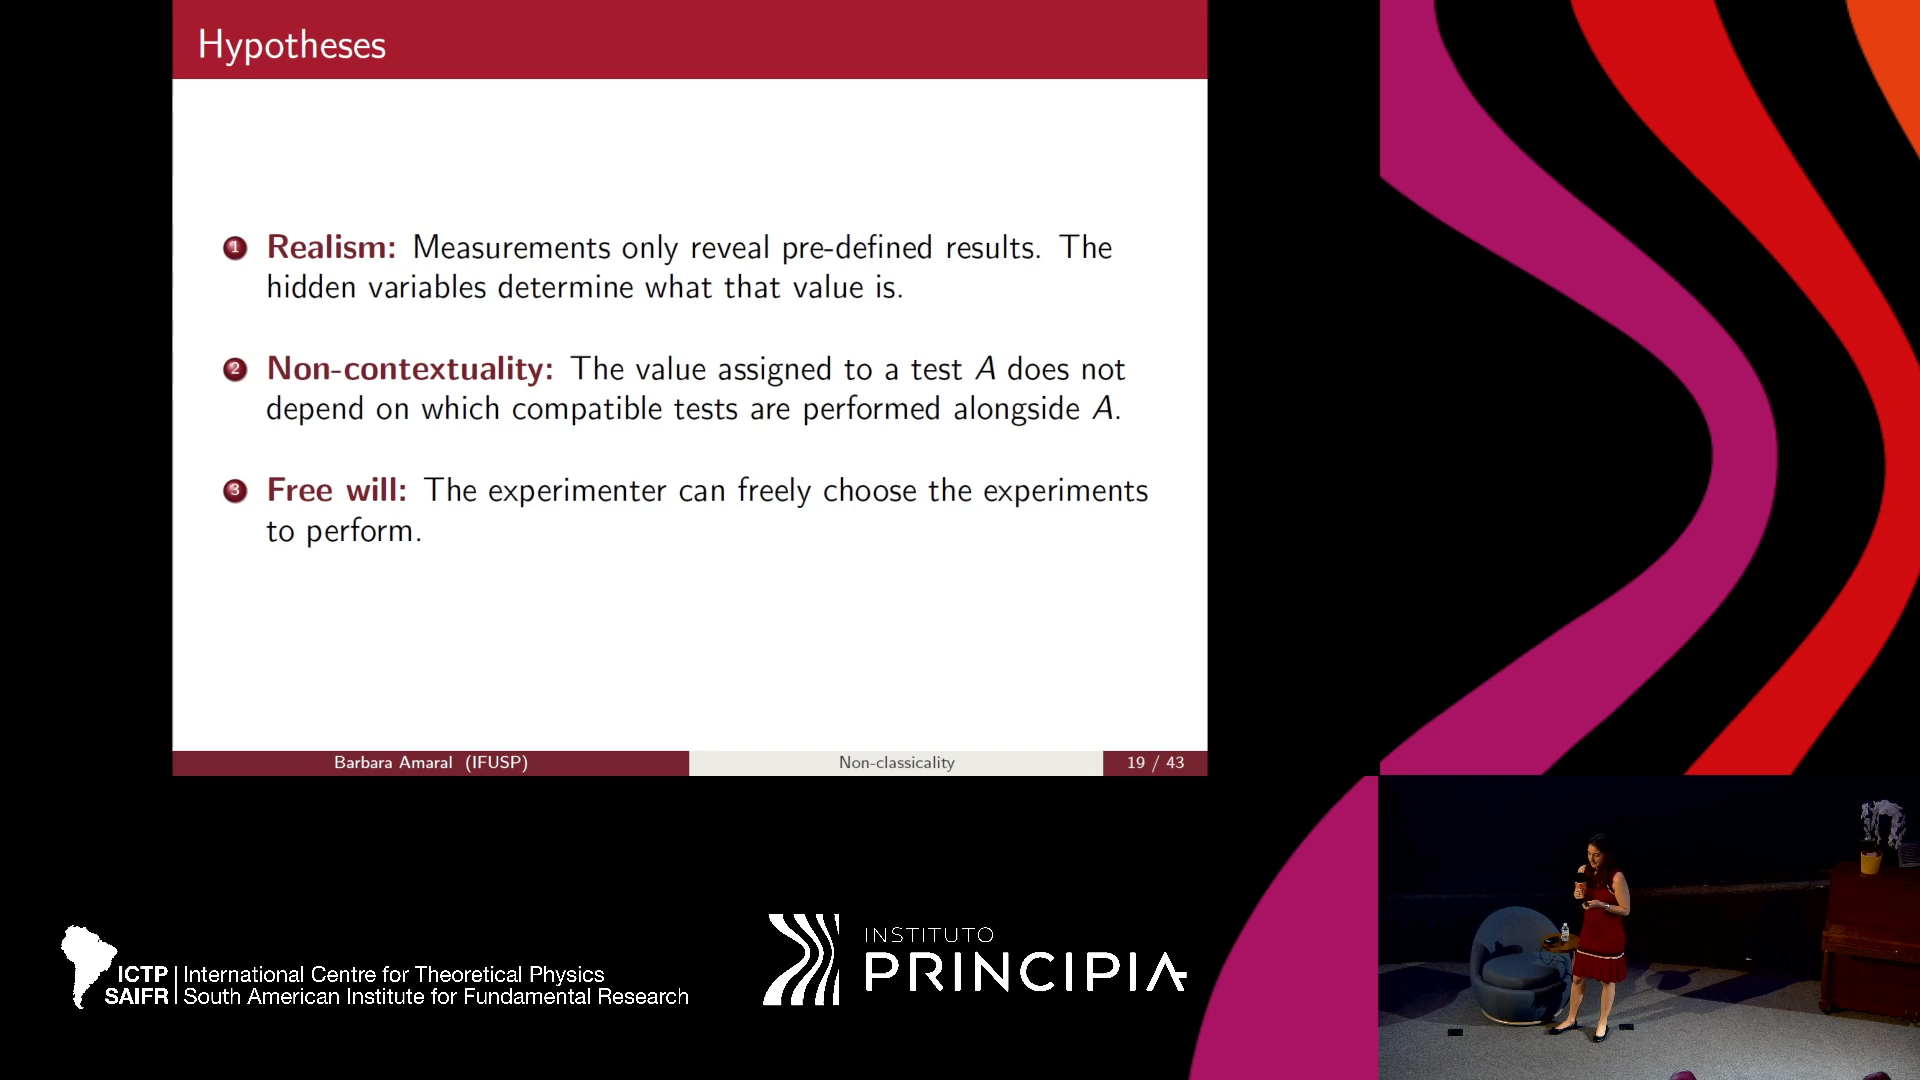 Hypotheses
1 Realism: Measurements only reveal pre-defined results. The
hidden variables determine what that value is.
2 Non-contextuality: The value assigned to a test A does not
depend on which compatible tests are performed alongside A.
3 Free will: The experimenter can freely choose the experiments
to perform.
Barbara Amaral (IFUSP) Non-classicality 19 / 43
ICTP | International Centre for Theoretical Physics
SAIFR | South American Institute for Fundamental Research
INSTITUTO
PRINCIPIA